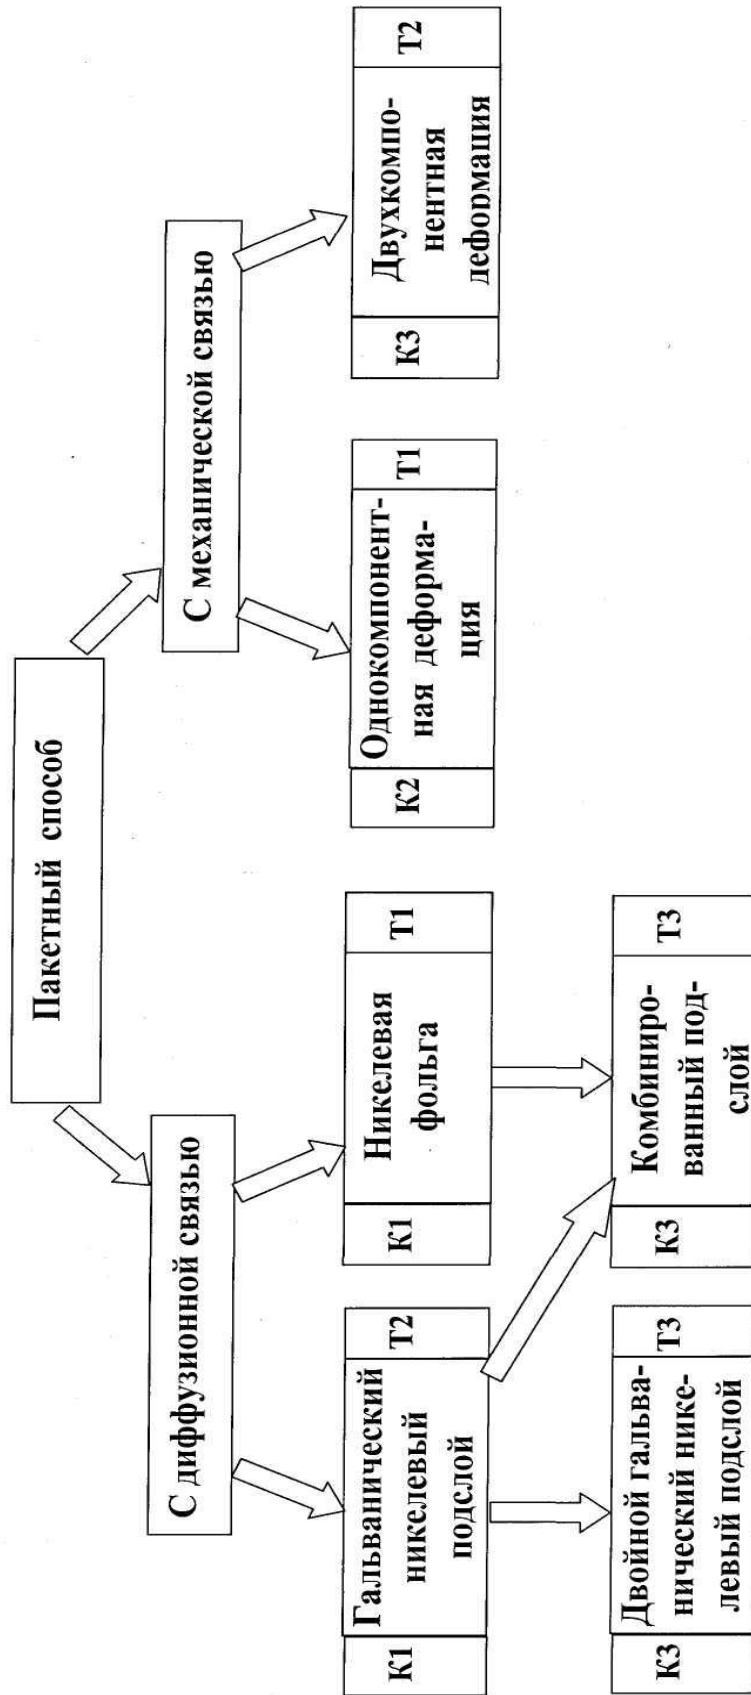 Пакетный способ
С диффузионной связью
С механической связью
К1
Гальванический
никелевый
подслой
Т2
К1
Никелевая
фольга
Т1
К2
Однокомпонент-
ная деформа-
ция
Т1
К3
Двухкомпо-
нентная
деформация
Т2
К3
Двойной гальва-
нический нике-
левый подслой
Т3
К3
Комбиниро-
ванный под-
слой
Т3